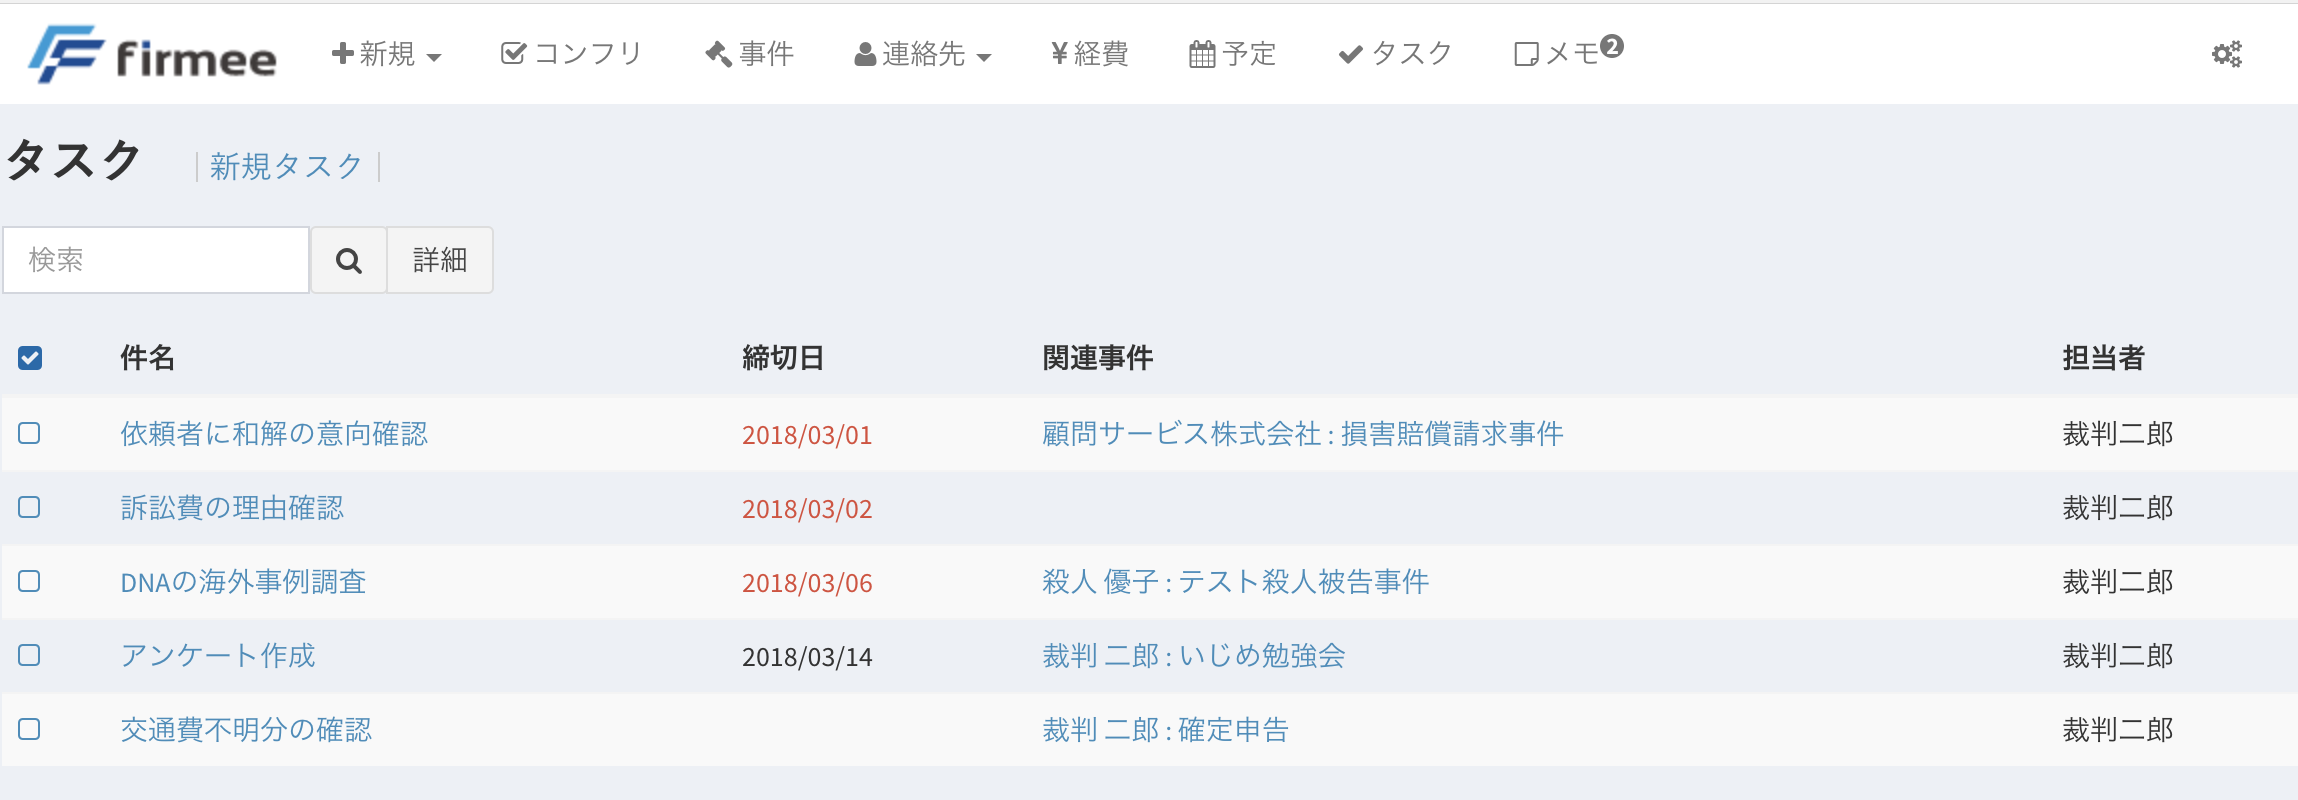 firmee 新規 コンフリ 事件 連絡先 ¥経費 予定 タスク メモ2
タスク | 新規タスク |
検索 詳細
件名 締切日 関連事件 担当者
依頼者に和解の意向確認 2018/03/01 顧問サービス株式会社 : 損害賠償請求事件 裁判二郎
訴訟費の理由確認 2018/03/02 裁判二郎
DNAの海外事例調査 2018/03/06 殺人 優子 : テスト殺人被告事件 裁判二郎
アンケート作成 2018/03/14 裁判 二郎 : いじめ勉強会 裁判二郎
交通費不明分の確認 裁判 二郎 : 確定申告 裁判二郎